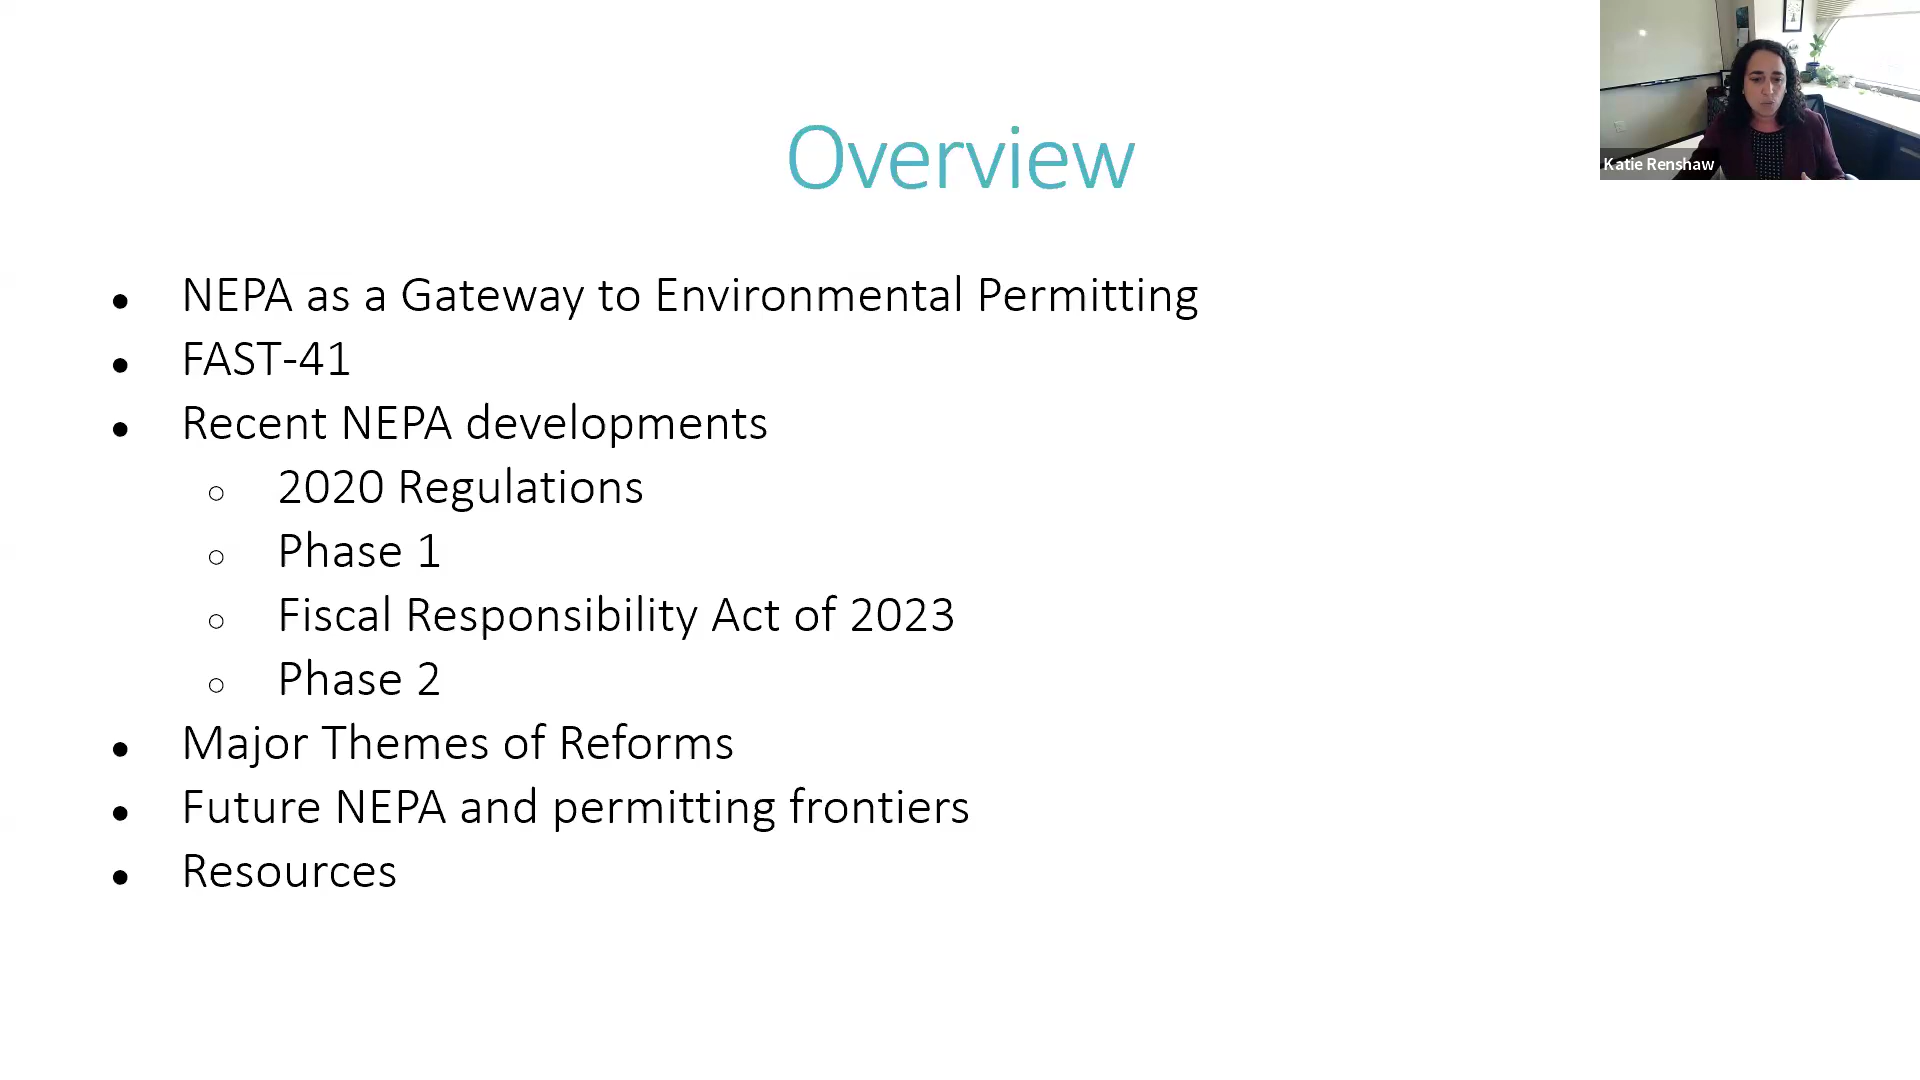 Overview
Katie Renshaw
● NEPA as a Gateway to Environmental Permitting
● FAST-41
● Recent NEPA developments
○ 2020 Regulations
○ Phase 1
○ Fiscal Responsibility Act of 2023
○ Phase 2
● Major Themes of Reforms
● Future NEPA and permitting frontiers
● Resources